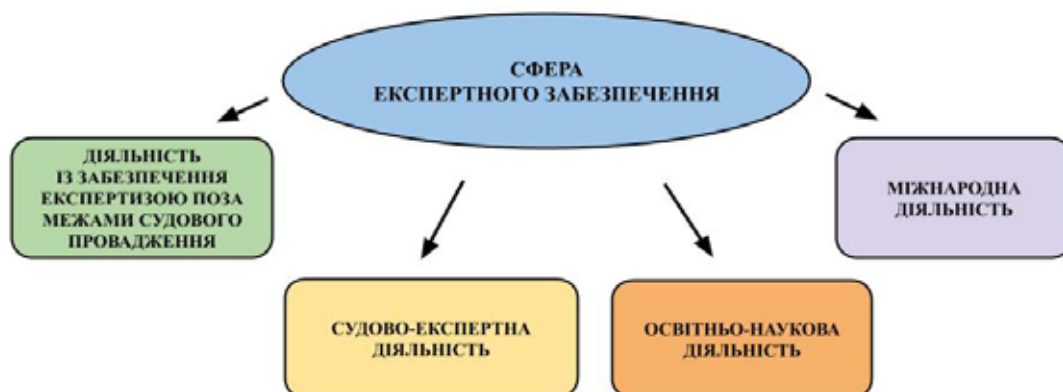 СФЕРА
ЕКСПЕРТНОГО ЗАБЕЗПЕЧЕННЯ
ДІЯЛЬНІСТЬ
ІЗ ЗАБЕЗПЕЧЕННЯ
ЕКСПЕРТИЗОЮ ПОЗА
МЕЖАМИ СУДОВОГО
ПРОВАДЖЕННЯ
МІЖНАРОДНА
ДІЯЛЬНІСТЬ
СУДОВО-ЕКСПЕРТНА
ДІЯЛЬНІСТЬ
ОСВІТНЬО-НАУКОВА
ДІЯЛЬНІСТЬ